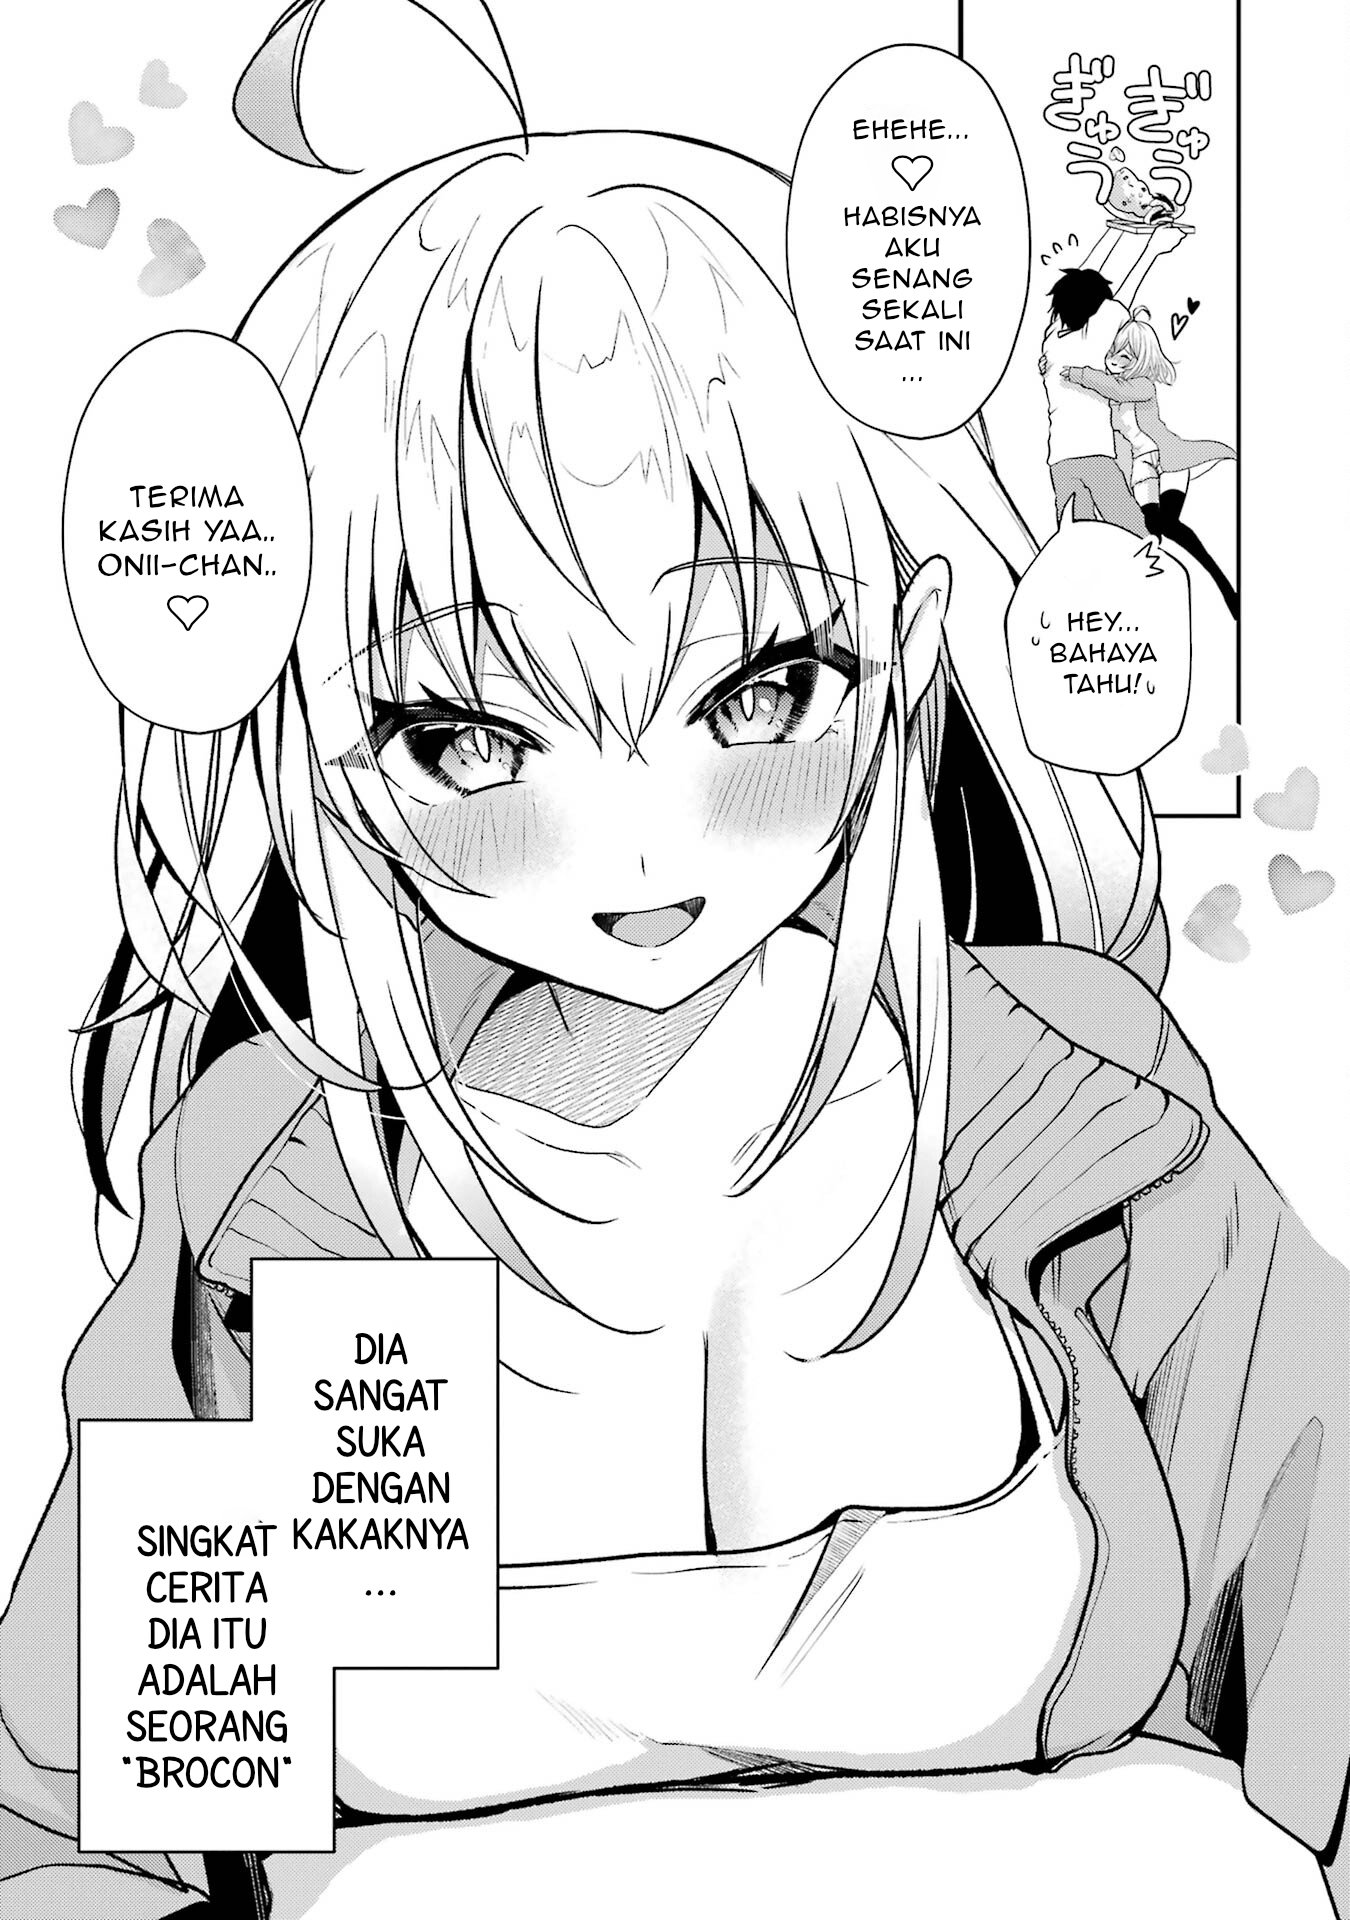 ぎゅう
ぎゅう
EHEHE...
♡
HABISNYA
AKU
SENANG
SEKALI
SAAT INI
...
HEY...
BAHAYA
TAHU!
TERIMA
KASIH YAA..
ONII-CHAN..
♡
DIA
SANGAT
SUKA
DENGAN
KAKAKNYA
...
SINGKAT
CERITA
DIA ITU
ADALAH
SEORANG
"BROCON"